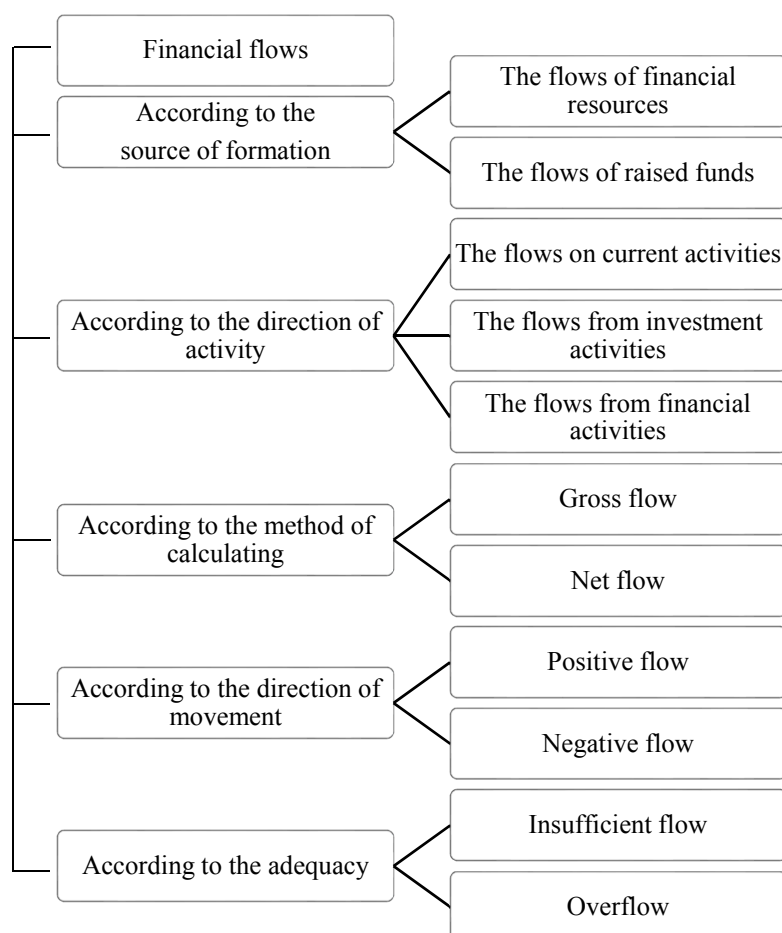 Financial flows
According to the
source of formation
The flows of financial
resources
The flows of raised funds
According to the direction of
activity
The flows on current activities
The flows from investment
activities
The flows from financial
activities
According to the method of
calculating
Gross flow
Net flow
According to the direction of
movement
Positive flow
Negative flow
According to the adequacy
Insufficient flow
Overflow